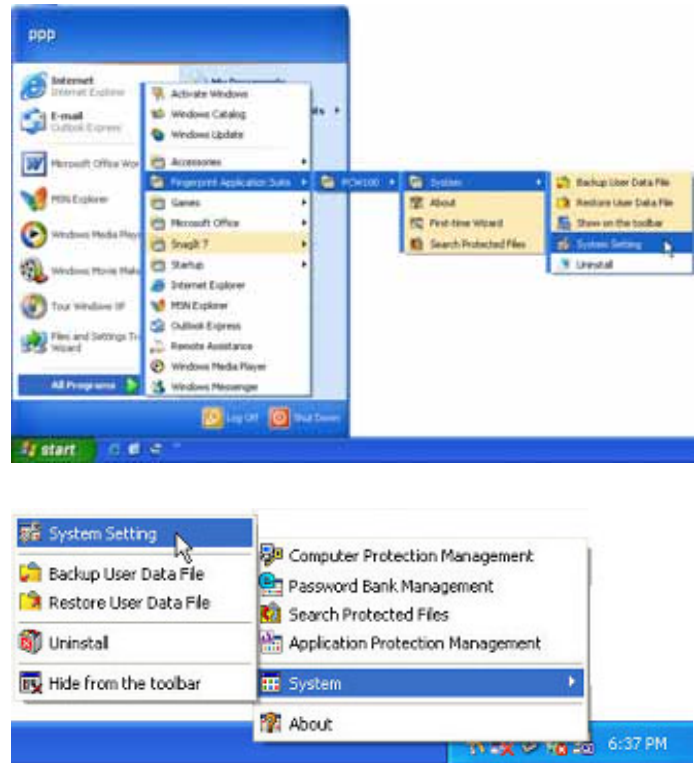 ppp
Internet
Internet Explorer
E-mail
Outlook Express
Microsoft Office Wor
MSN Explorer
Windows Media Play
Windows Movie Make
Tour Windows XP
Files and Settings Tr
Wizard
All Programs
My Documents
Activate Windows
Windows Catalog
Windows Update
Accessories
Fingerprint Application Suite
Games
Microsoft Office
SnagIt 7
Startup
Internet Explorer
MSN Explorer
Outlook Express
Remote Assistance
Windows Media Player
Windows Messenger
System
About
First-time Wizard
Search Protected Files
Backup User Data File
Restore User Data File
Show on the toolbar
System Setting
Uninstall
Log Off
Shut Down
start
System Setting
Backup User Data File
Restore User Data File
Uninstall
Hide from the toolbar
Computer Protection Management
Password Bank Management
Search Protected Files
Application Protection Management
System
About
6:37 PM